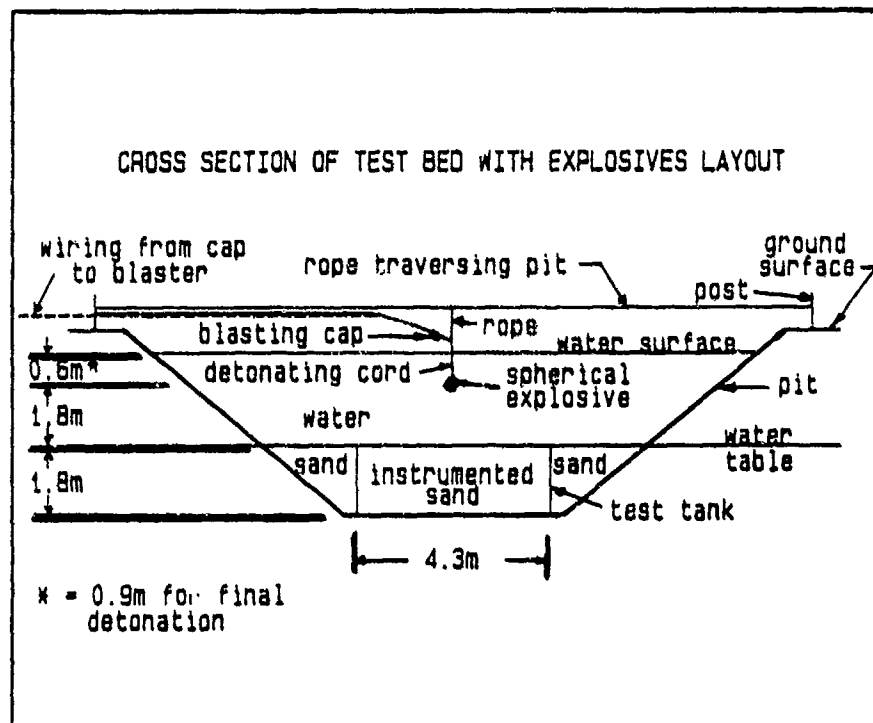 CROSS SECTION OF TEST BED WITH EXPLOSIVES LAYOUT
wiring from cap
to blaster
rope traversing pit
ground
surface
post
blasting cap
rope
water surface
0.6m*
detonating cord
spherical
explosive
pit
1.8m
water
water
table
sand
instrumented
sand
sand
1.8m
test tank
4.3m
* = 0.9m for final
detonation